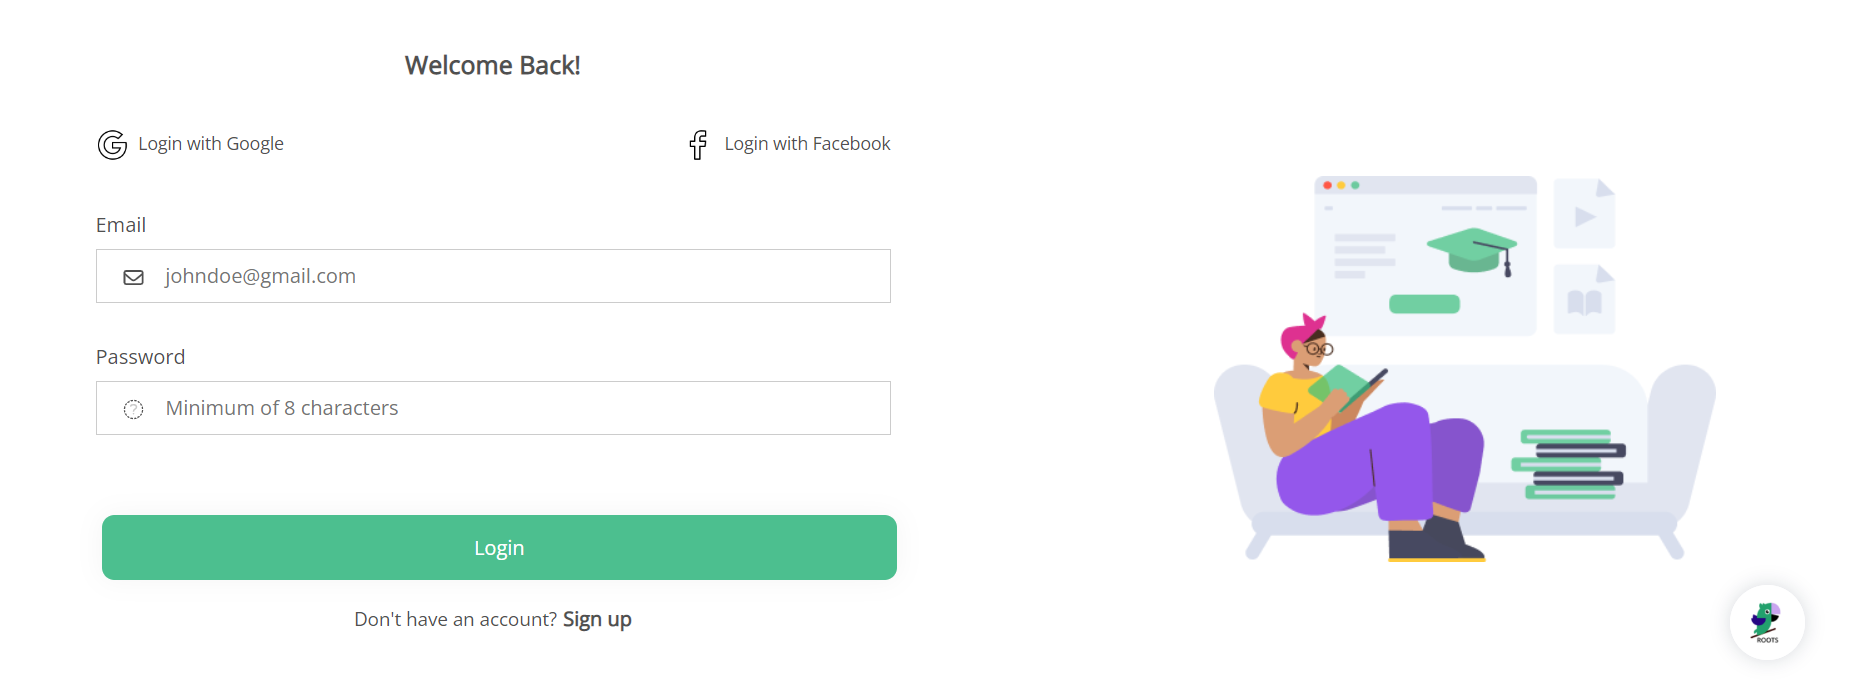 Welcome Back!
Login with Google
Login with Facebook
Email
johndoe@gmail.com
Password
Minimum of 8 characters
Login
Don't have an account? Sign up
ROOTS